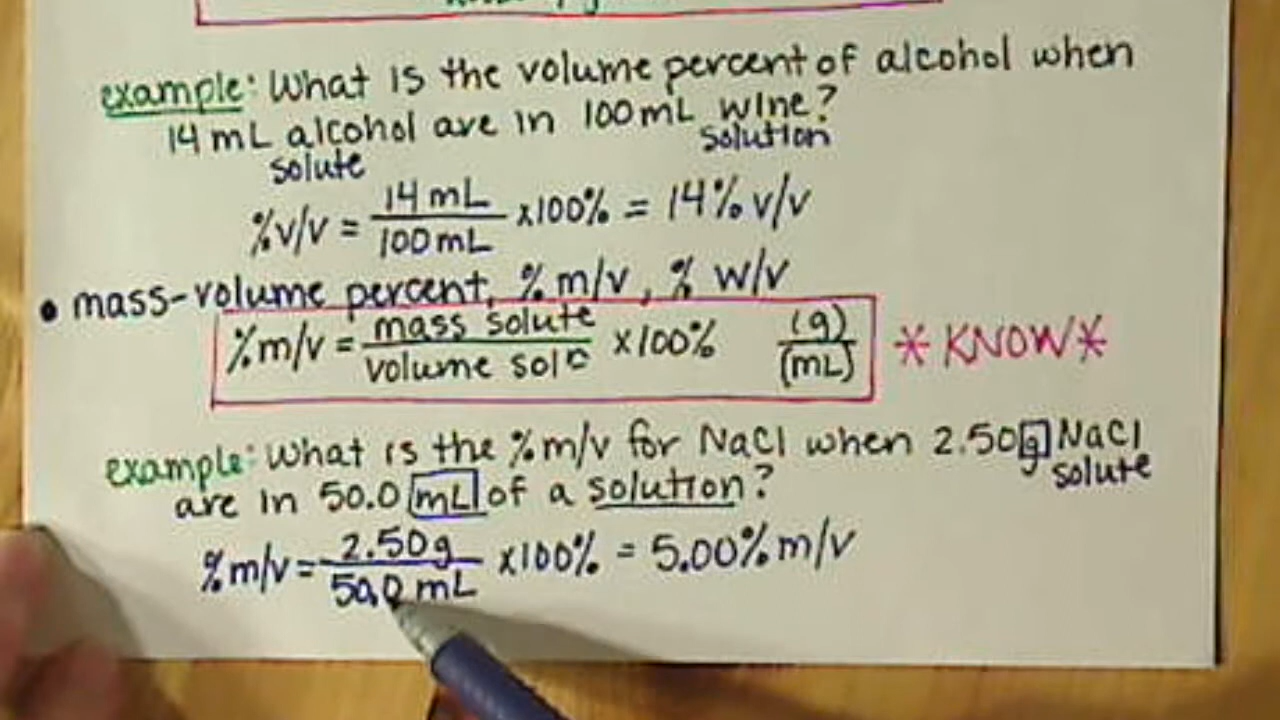 example: What is the volume percent of alcohol when
14 mL alcohol are in 100 mL wine?
solute solution
%v/v = 14 mL / 100 mL x100% = 14% v/v
• mass-volume percent, % m/v, % w/v
%m/v = mass solute / volume sol^n x100% (g)/(mL) * KNOW *
example: What is the %m/v for NaCl when 2.50 g NaCl
solute
are in 50.0 mL of a solution?
%m/v = 2.50 g / 50.0 mL x100% = 5.00% m/v